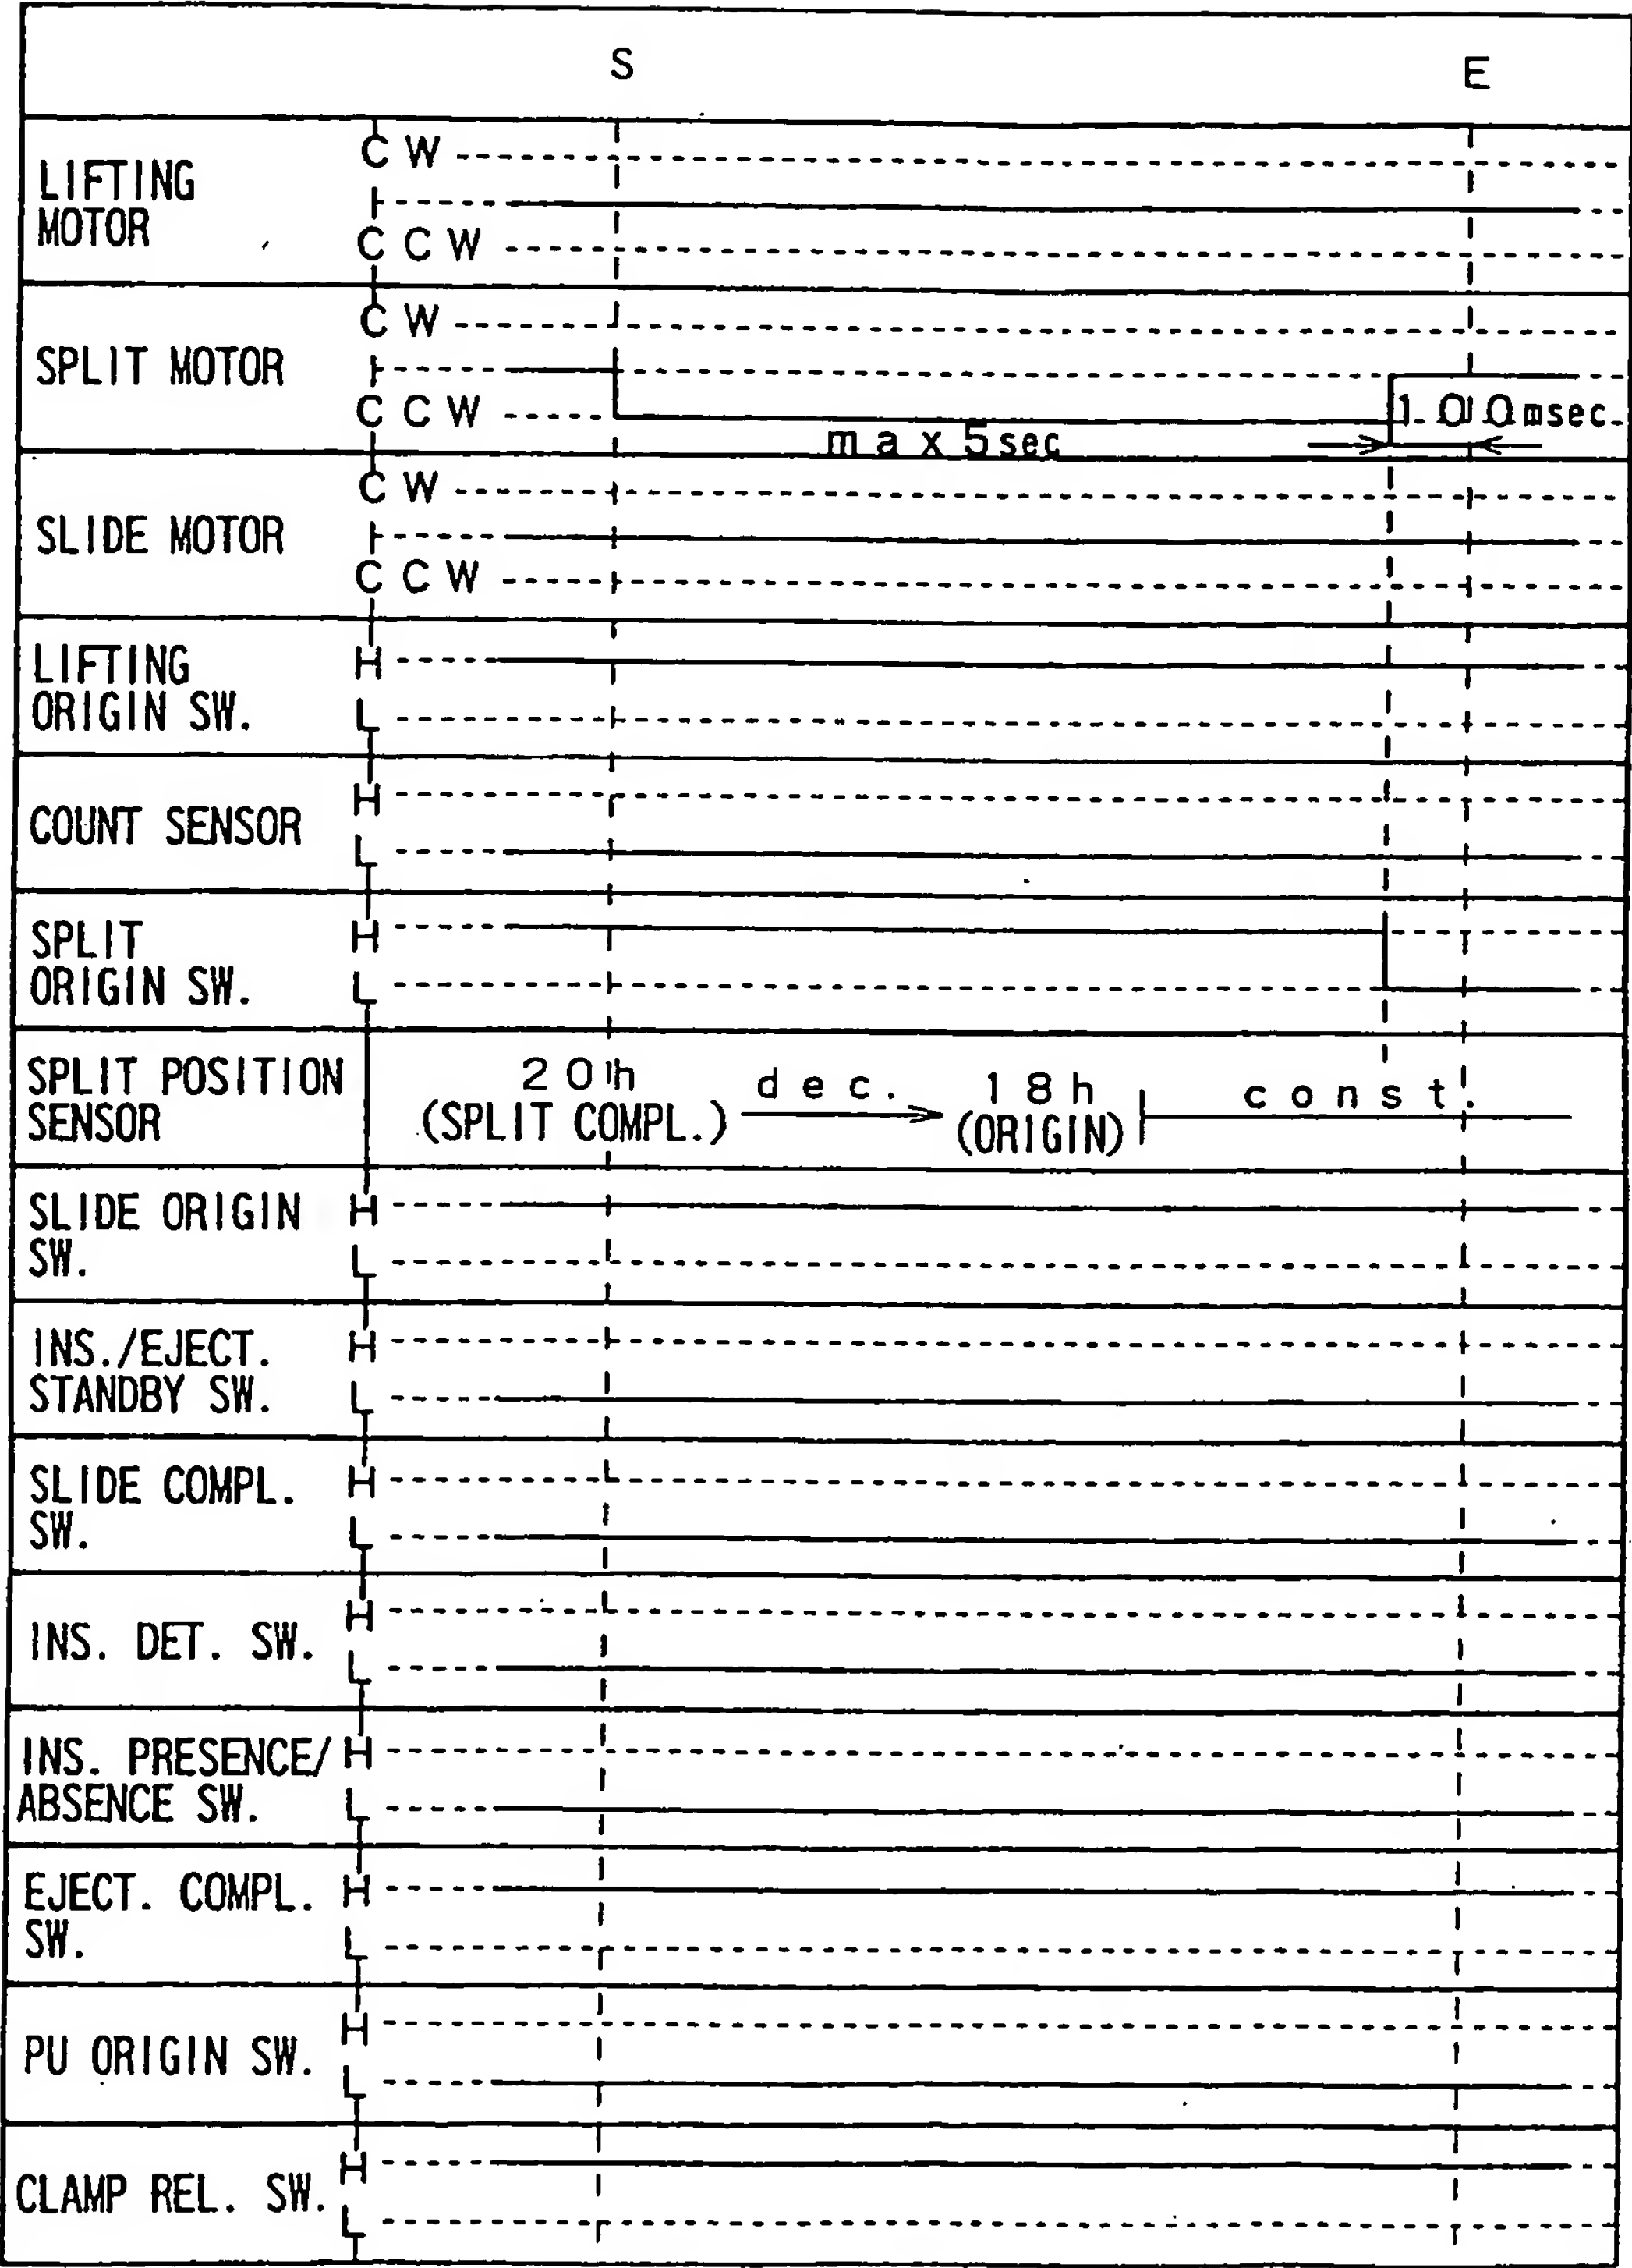 S E
LIFTING
MOTOR
CW
CCW
SPLIT MOTOR
CW
CCW
max 5sec
100msec.
SLIDE MOTOR
CW
CCW
LIFTING
ORIGIN SW.
H
L
COUNT SENSOR
H
L
SPLIT
ORIGIN SW.
H
L
SPLIT POSITION
SENSOR
20h
(SPLIT COMPL.)
dec.
18h
(ORIGIN)
const.
SLIDE ORIGIN
SW.
H
L
INS./EJECT.
STANDBY SW.
H
L
SLIDE COMPL.
SW.
H
L
INS. DET. SW.
H
L
INS. PRESENCE/
ABSENCE SW.
H
L
EJECT. COMPL.
SW.
H
L
PU ORIGIN SW.
H
L
CLAMP REL. SW.
H
L